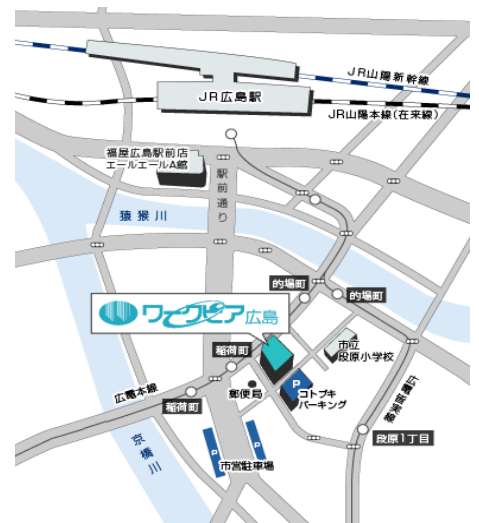 JR山陽新幹線
JR広島駅
JR山陽本線(在来線)
福屋広島駅前店
エールエールA館
駅前通り
猿猴川
的場町
的場町
ワークピア広島
市立
段原小学校
稲荷町
広電本線
稲荷町
郵便局
P
コトブキ
パーキング
広電皆実線
段原1丁目
京橋川
P
P
市営駐車場